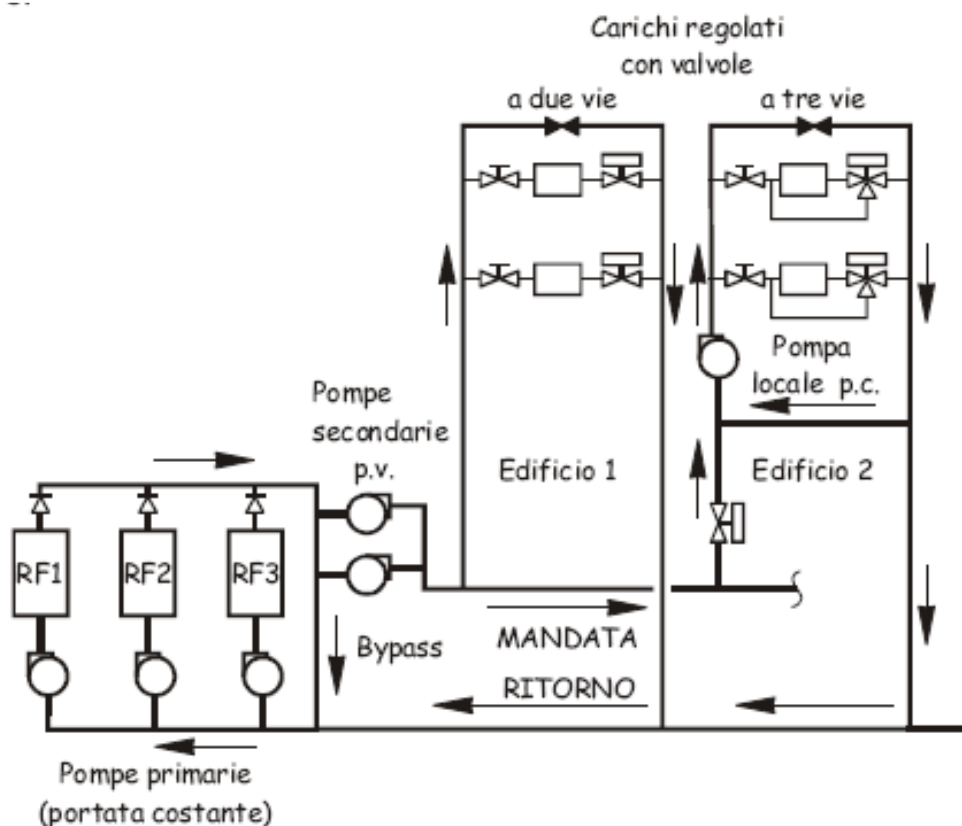 Carichi regolati
con valvole
a due vie
a tre vie
Pompa
locale p.c.
Pompe
secondarie
p.v.
Edificio 1
Edificio 2
RF1
RF2
RF3
Bypass
MANDATA
RITORNO
Pompe primarie
(portata costante)